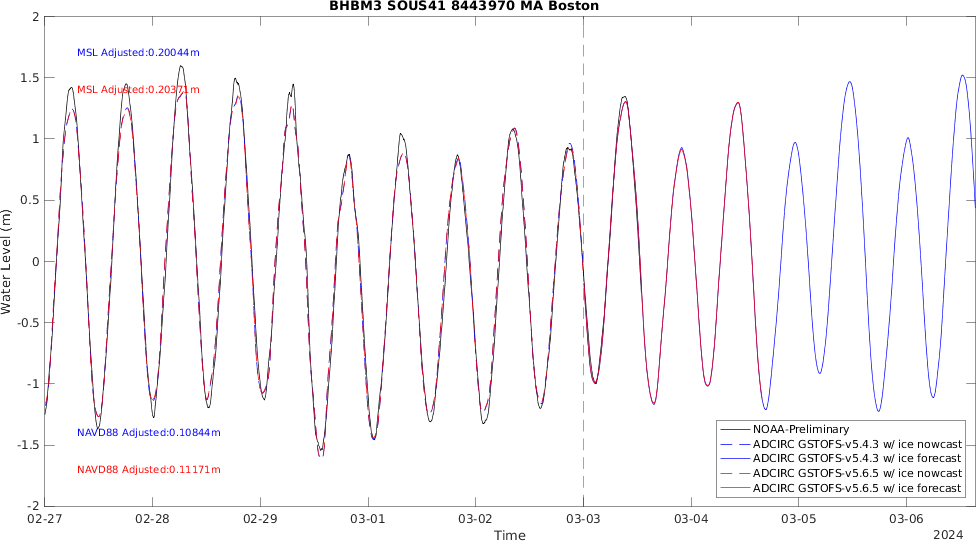 BHBM3 SOUS41 8443970 MA Boston
2
1.5
1
0.5
0
-0.5
-1
-1.5
-2
Water Level (m)
MSL Adjusted:0.20044m
MSL Adjusted:0.20371m
NAVD88 Adjusted:0.10844m
NAVD88 Adjusted:0.11171m
NOAA-Preliminary
ADCIRC GSTOFS-v5.4.3 w/ ice nowcast
ADCIRC GSTOFS-v5.4.3 w/ ice forecast
ADCIRC GSTOFS-v5.6.5 w/ ice nowcast
ADCIRC GSTOFS-v5.6.5 w/ ice forecast
02-27 02-28 02-29 03-01 03-02 03-03 03-04 03-05 03-06
Time
2024